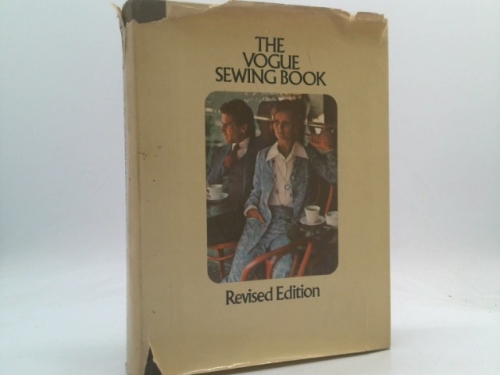 THE
VOGUE
SEWING BOOK
Revised Edition